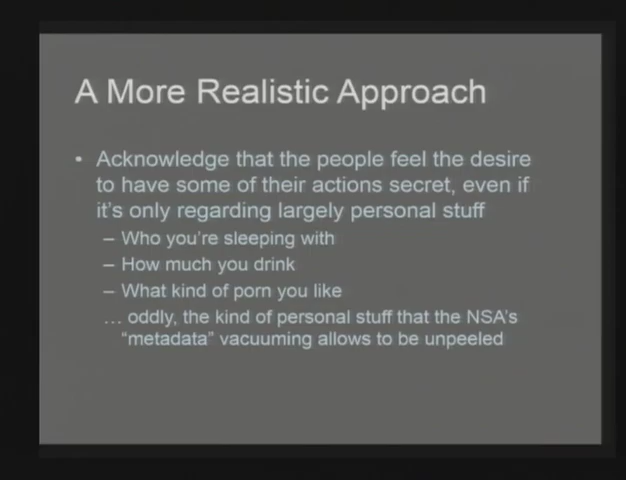 A More Realistic Approach
• Acknowledge that the people feel the desire
to have some of their actions secret, even if
it's only regarding largely personal stuff
– Who you're sleeping with
– How much you drink
– What kind of porn you like
… oddly, the kind of personal stuff that the NSA's
"metadata" vacuuming allows to be unpeeled